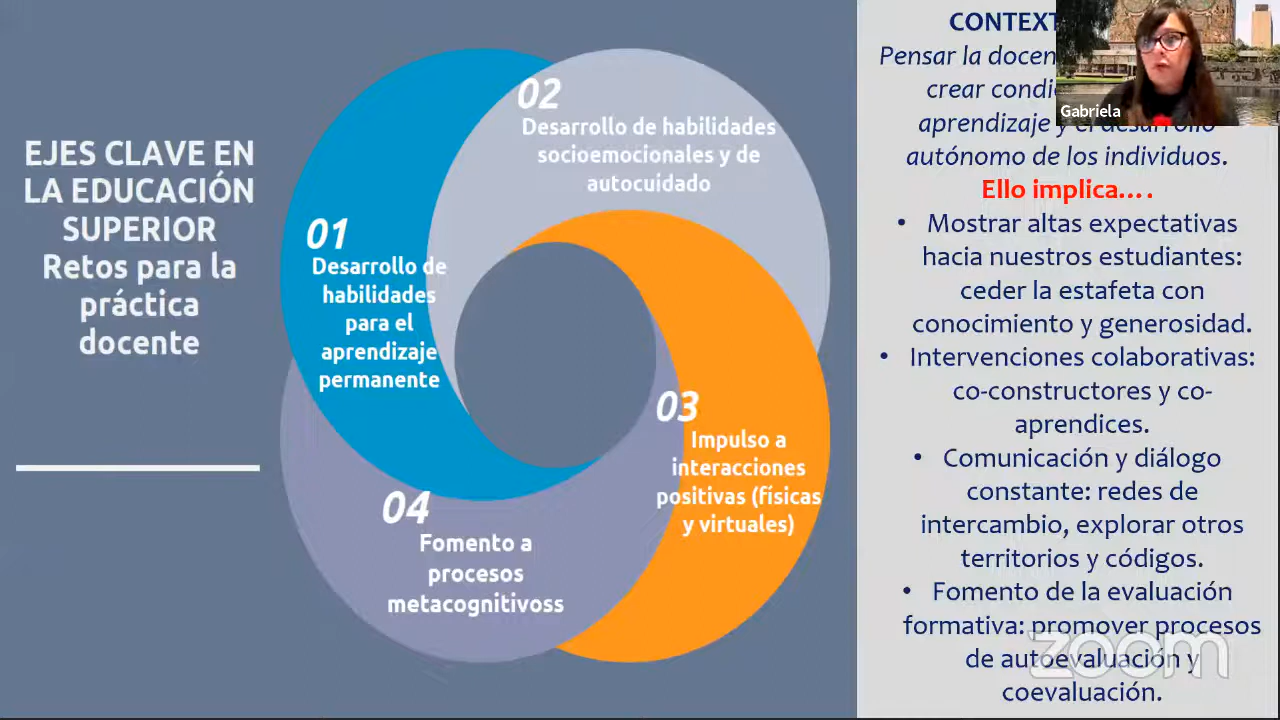 EJES CLAVE EN
LA EDUCACIÓN
SUPERIOR
Retos para la
práctica
docente
01
Desarrollo de
habilidades
para el
aprendizaje
permanente
02
Desarrollo de habilidades
socioemocionales y de
autocuidado
03
Impulso a
interacciones
positivas (físicas
y virtuales)
04
Fomento a
procesos
metacognitivoss
Pensar la
crear
aprendizaje y el desarrollo
autónomo de los individuos.
Ello implica….
• Mostrar altas expectativas
hacia nuestros estudiantes:
ceder la estafeta con
conocimiento y generosidad.
• Intervenciones colaborativas:
co-constructores y co-
aprendices.
• Comunicación y diálogo
constante: redes de
intercambio, explorar otros
territorios y códigos.
• Fomento de la evaluación
formativa: promover procesos
de autoevaluación y
coevaluación.
Gabriela
zoom